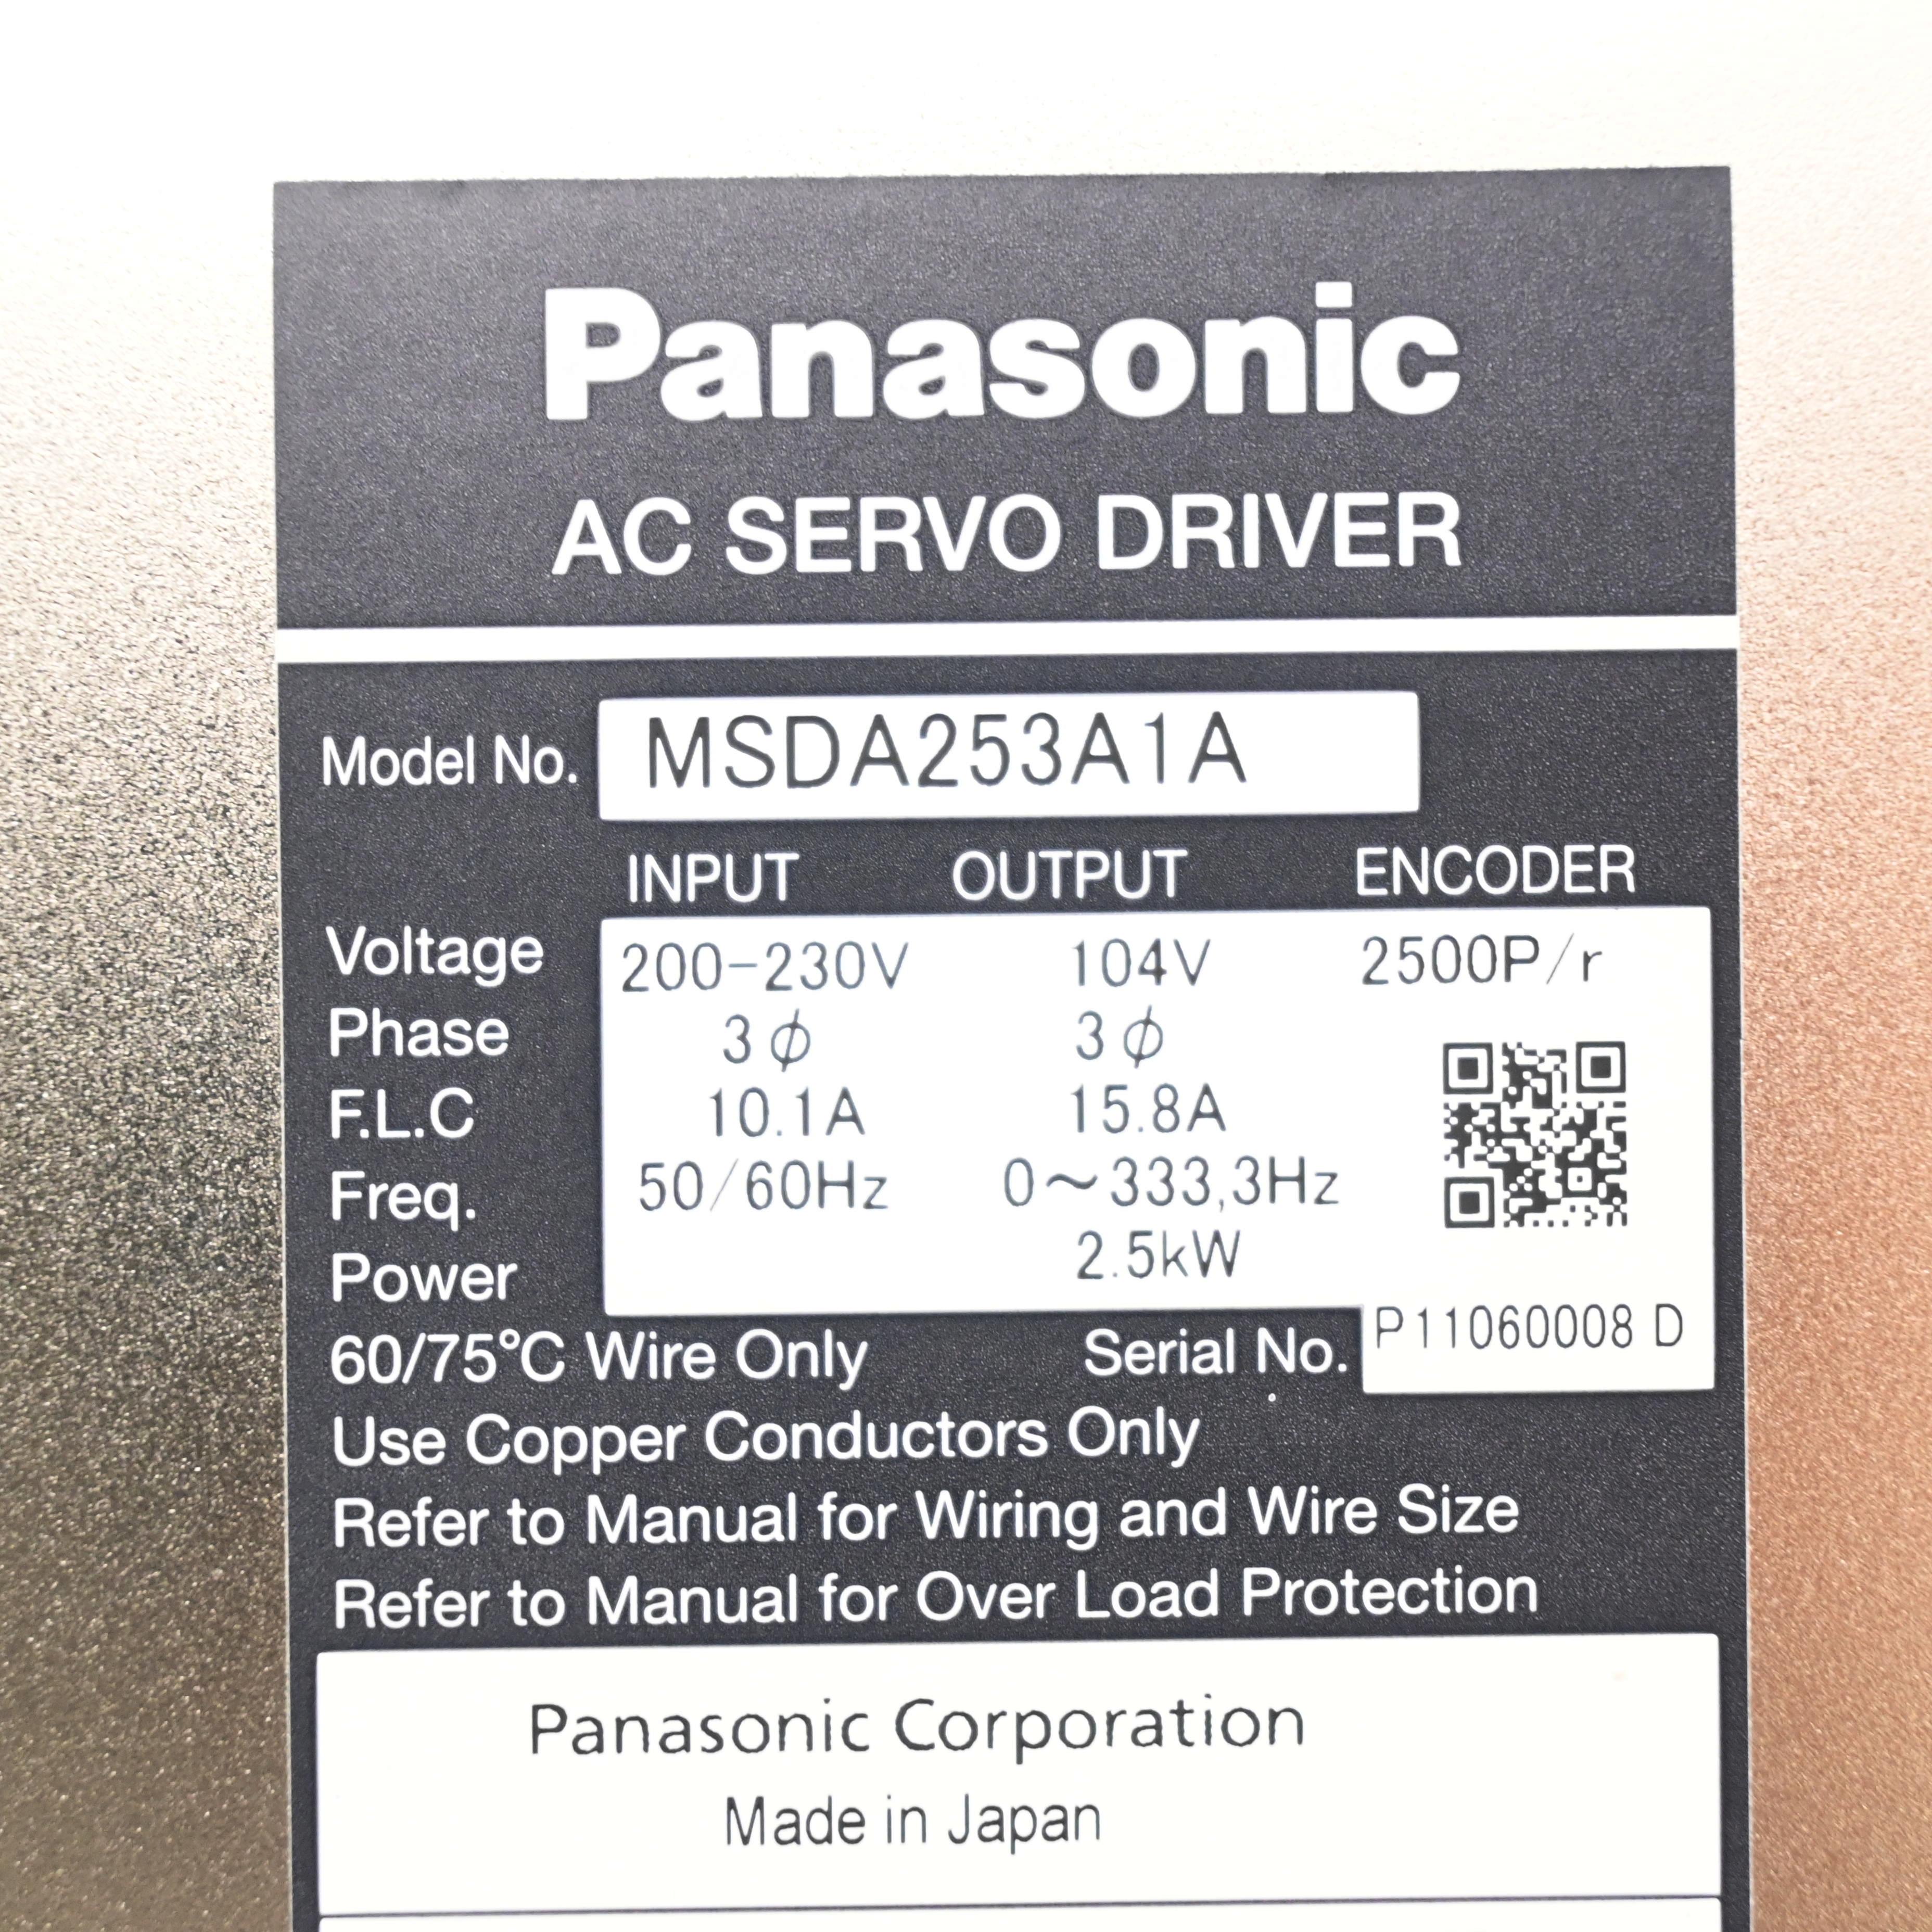 Panasonic
AC SERVO DRIVER
Model No. MSDA253A1A
INPUT OUTPUT ENCODER
Voltage 200-230V 104V 2500P/r
Phase 3ϕ 3ϕ
F.L.C 10.1A 15.8A
Freq. 50/60Hz 0~333,3Hz
Power 2.5kW
60/75°C Wire Only Serial No. P11060008 D
Use Copper Conductors Only
Refer to Manual for Wiring and Wire Size
Refer to Manual for Over Load Protection
Panasonic Corporation
Made in Japan